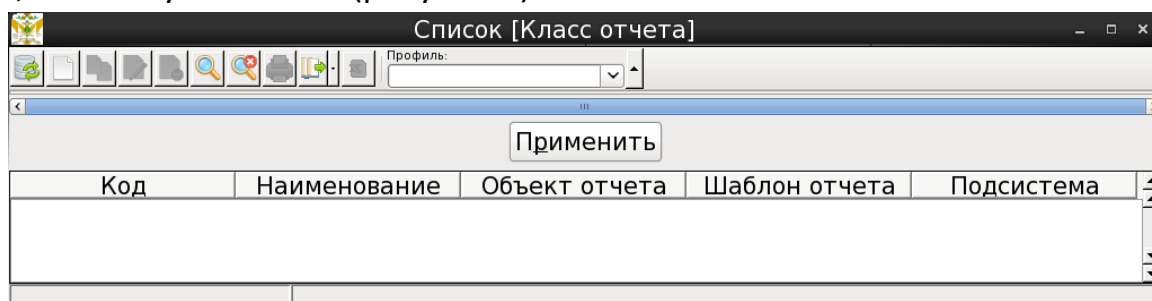 Список [Класс отчета]
Профиль:
Применить
Код Наименование Объект отчета Шаблон отчета Подсистема